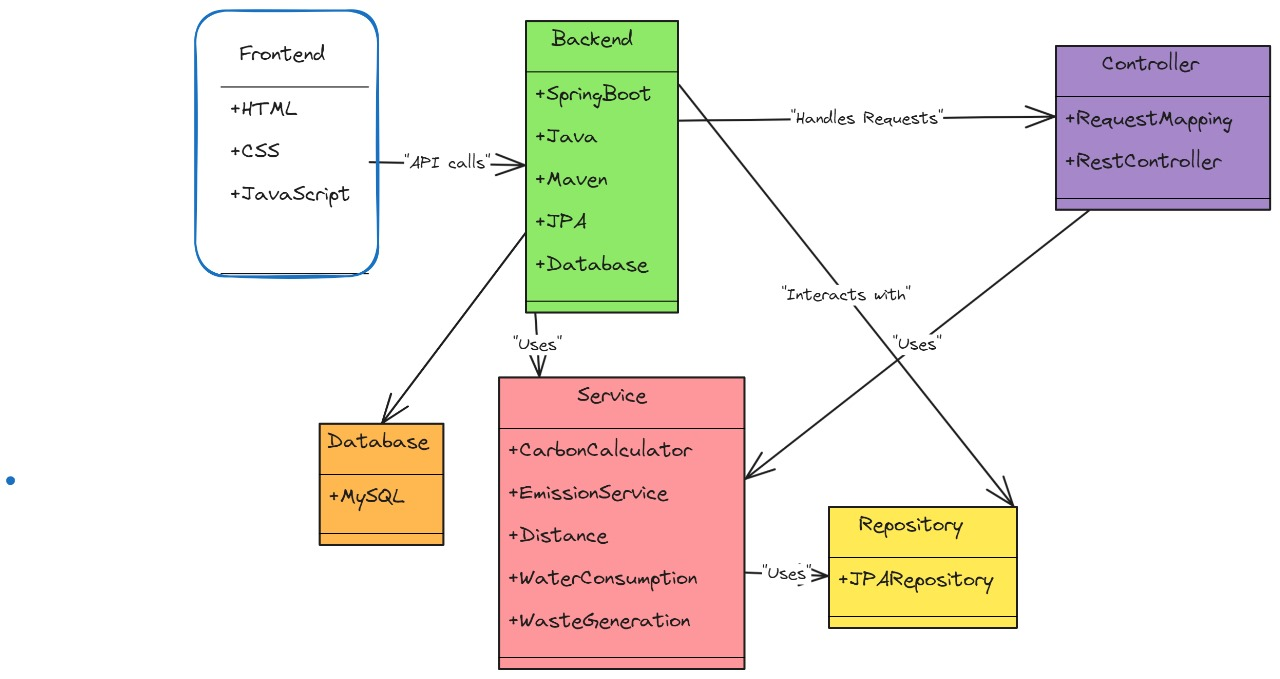 Frontend
+HTML
+CSS
+JavaScript
"API calls"
Backend
+SpringBoot
+Java
+Maven
+JPA
+Database
"Handles Requests"
Controller
+RequestMapping
+RestController
"Interacts with"
"Uses"
"Uses"
Database
+MySQL
Service
+CarbonCalculator
+EmissionService
+Distance
+WaterConsumption
+WasteGeneration
"Uses"
Repository
+JPARepository